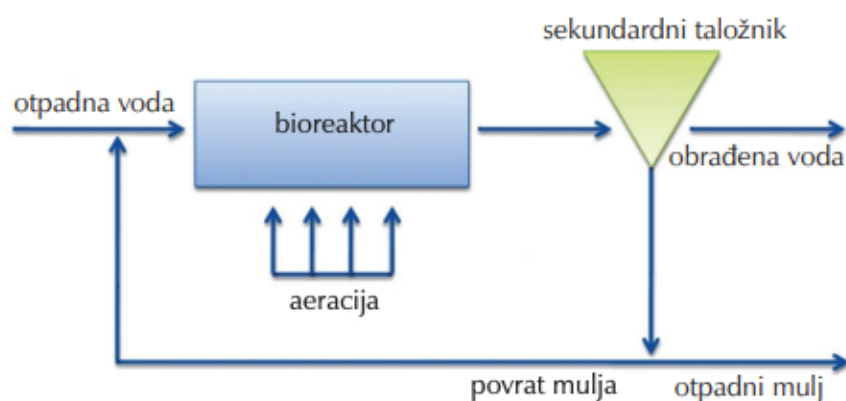 sekundardni taložnik
otpadna voda
bioreaktor
obrađena voda
aeracija
povrat mulja
otpadni mulj